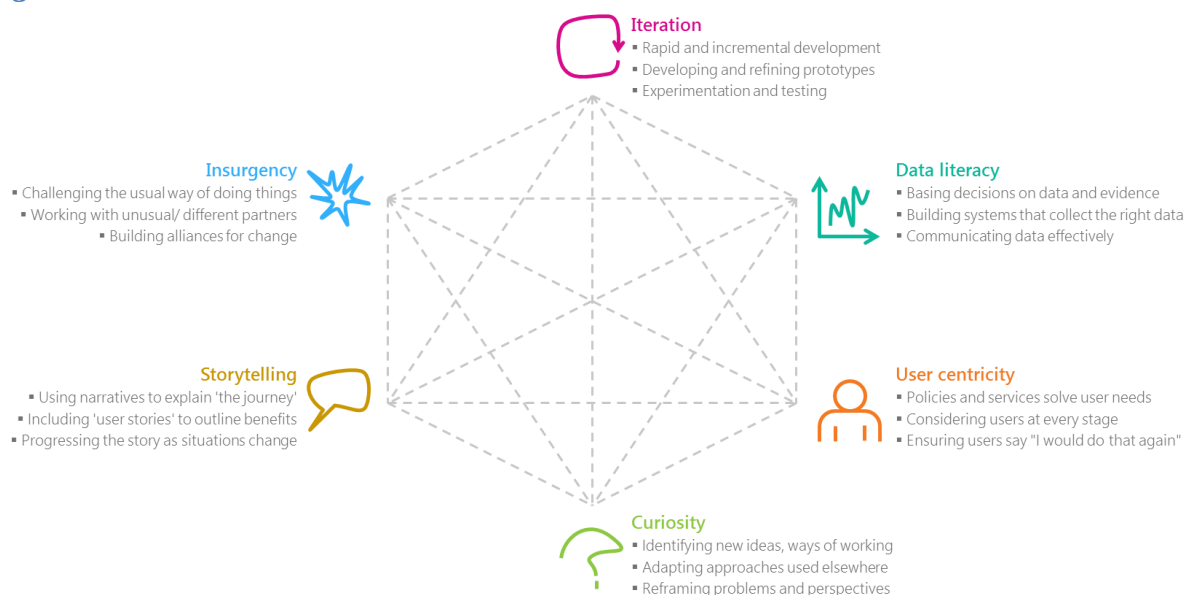 Iteration
▪ Rapid and incremental development
▪ Developing and refining prototypes
▪ Experimentation and testing
Insurgency
▪ Challenging the usual way of doing things
▪ Working with unusual/ different partners
▪ Building alliances for change
Data literacy
▪ Basing decisions on data and evidence
▪ Building systems that collect the right data
▪ Communicating data effectively
Storytelling
▪ Using narratives to explain 'the journey'
▪ Including 'user stories' to outline benefits
▪ Progressing the story as situations change
User centricity
▪ Policies and services solve user needs
▪ Considering users at every stage
▪ Ensuring users say "I would do that again"
Curiosity
▪ Identifying new ideas, ways of working
▪ Adapting approaches used elsewhere
▪ Reframing problems and perspectives